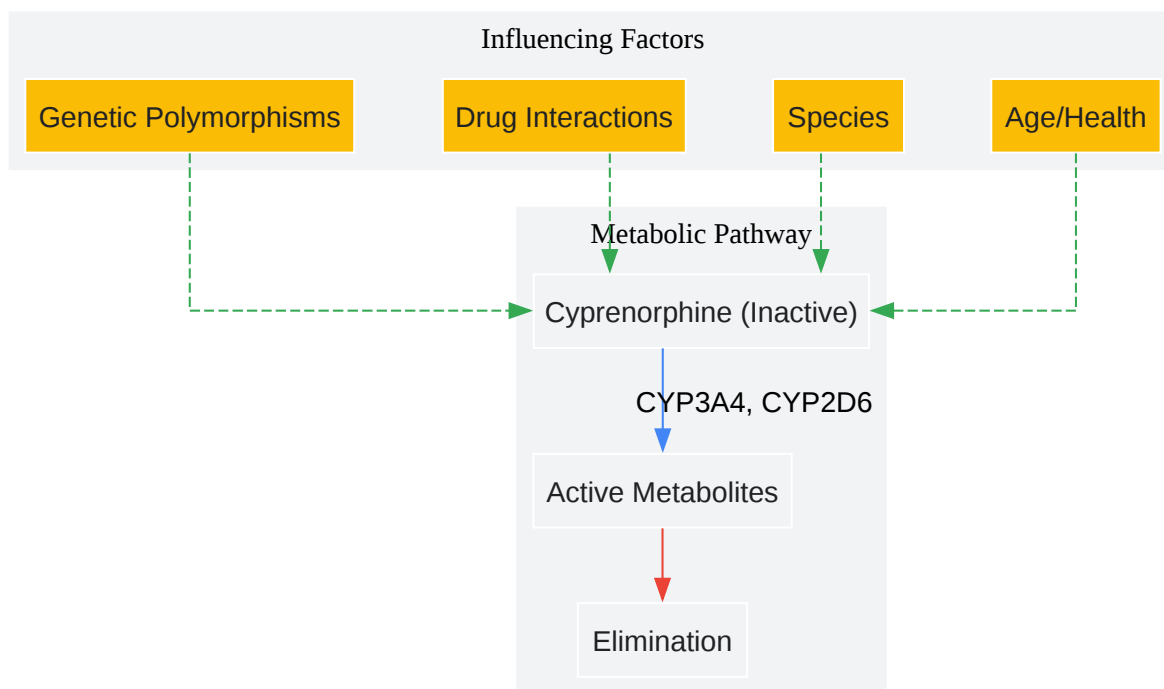 Influencing Factors
Genetic Polymorphisms
Drug Interactions
Species
Age/Health
Metabolic Pathway
Cyprenorphine (Inactive)
CYP3A4, CYP2D6
Active Metabolites
Elimination